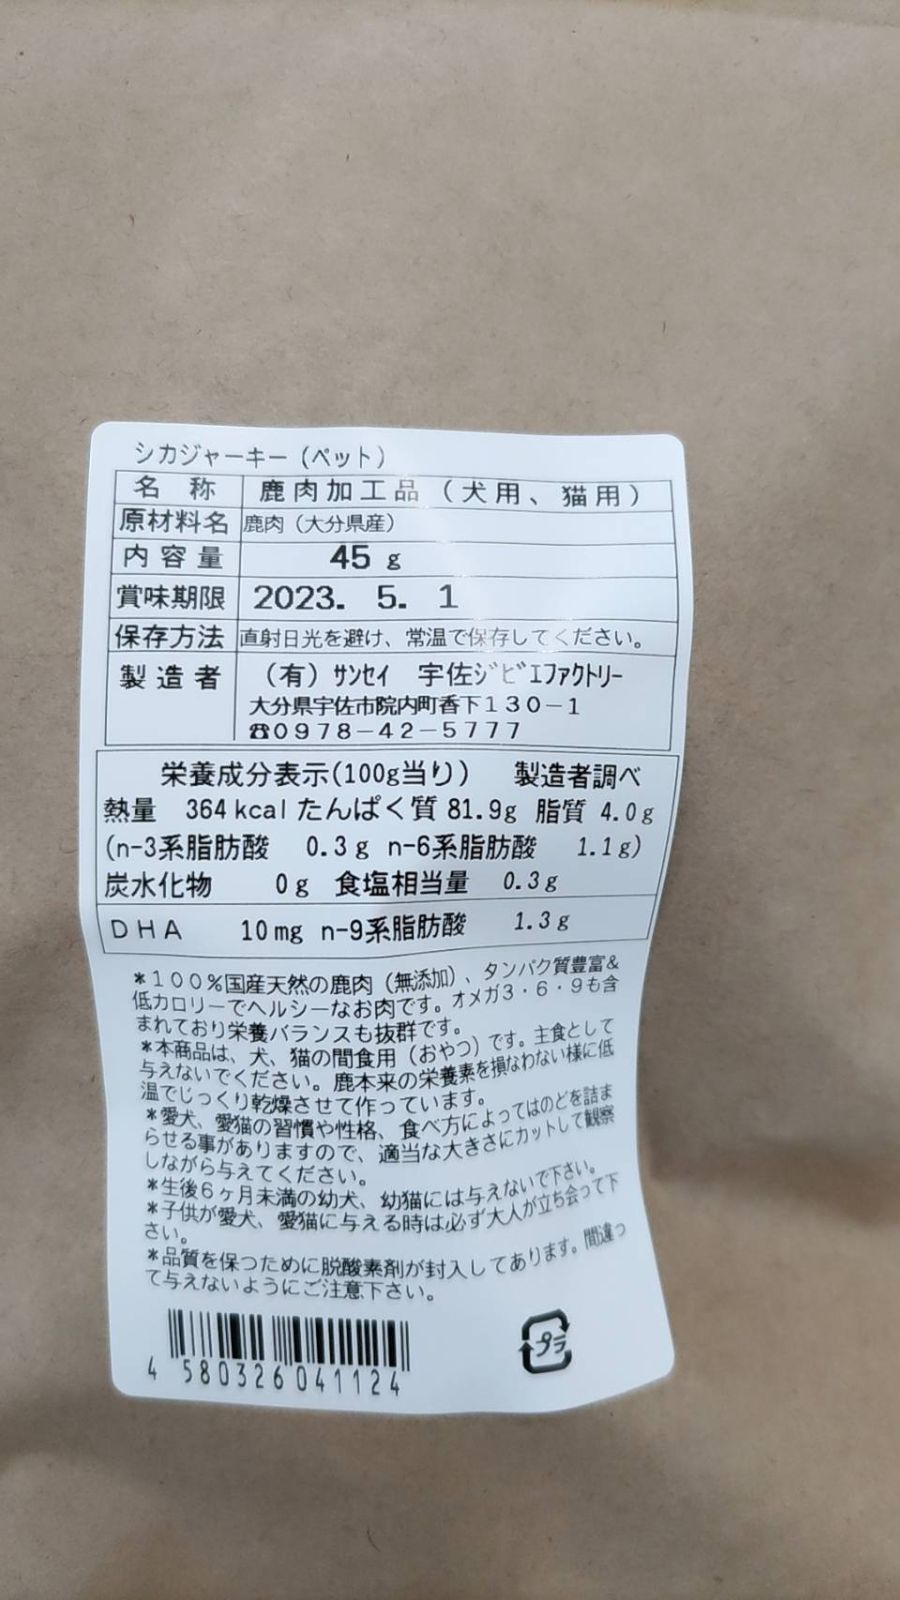 シカジャーキー（ペット）
名称 鹿肉加工品（犬用、猫用）
原材料名 鹿肉（大分県産）
内容量 45g
賞味期限 2023. 5. 1
保存方法 直射日光を避け、常温で保存してください。
製造者 （有）ｻﾝｾｲ 宇佐ｼﾞﾋﾞｴﾌｧｸﾄﾘｰ
大分県宇佐市院内町香下１３０－１
☎０９７８－４２－５７７７
栄養成分表示(100g当り) 製造者調べ
熱量 364kcal たんぱく質 81.9g 脂質 4.0g
(n-3系脂肪酸 0.3g n-6系脂肪酸 1.1g)
炭水化物 0g 食塩相当量 0.3g
ＤＨＡ 10mg n-9系脂肪酸 1.3g
＊１００％国産天然の鹿肉（無添加）、タンパク質豊富＆
低カロリーでヘルシーなお肉です。オメガ３・６・９も含
まれており栄養バランスも抜群です。
＊本商品は、犬、猫の間食用（おやつ）です。主食として
与えないでください。鹿本来の栄養素を損なわない様に低
温でじっくり乾燥させて作っています。
＊愛犬、愛猫の習慣や性格、食べ方によってはのどを詰ま
らせる事がありますので、適当な大きさにカットして観察
しながら与えてください。
＊生後６ヶ月未満の幼犬、幼猫には与えないで下さい。
＊子供が愛犬、愛猫に与える時は必ず大人が立ち会って下
さい。
＊品質を保つために脱酸素剤が封入してあります。間違っ
て与えないようにご注意下さい。
4 580326 041124
プラ